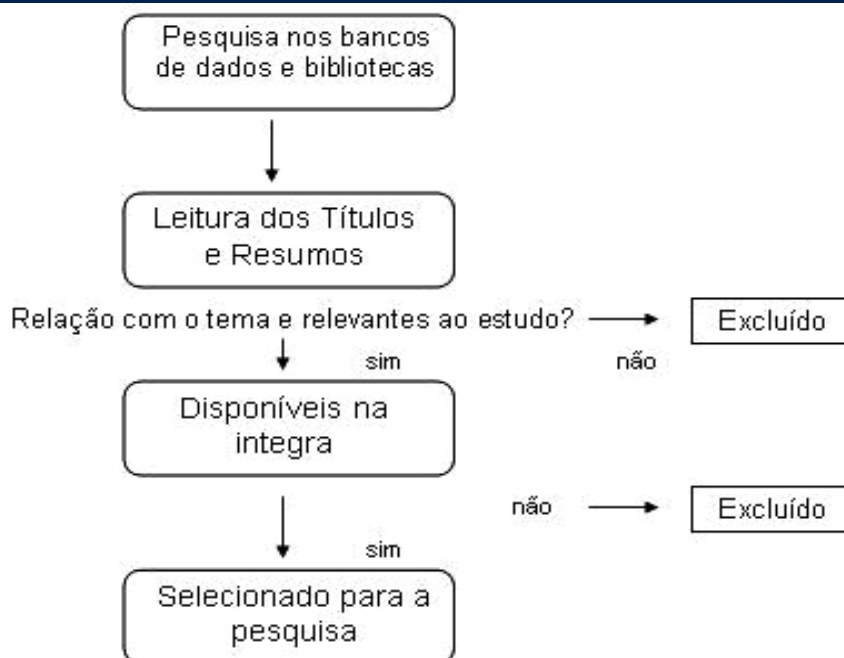 Pesquisa nos bancos
de dados e bibliotecas
Leitura dos Títulos
e Resumos
Relação com o tema e relevantes ao estudo?
Excluído
sim
não
Disponíveis na
integra
não
Excluído
sim
Selecionado para a
pesquisa